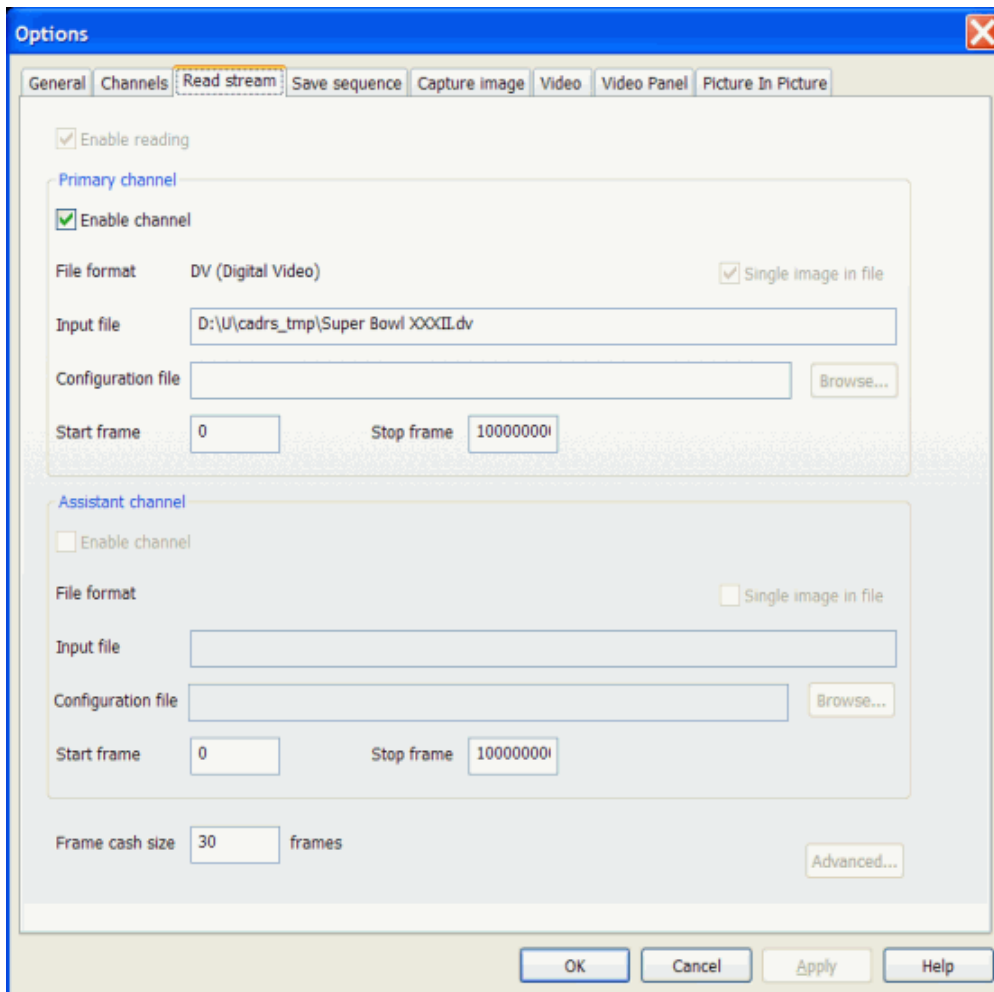 Options
General Channels Read stream Save sequence Capture image Video Video Panel Picture In Picture
Enable reading
Primary channel
Enable channel
File format DV (Digital Video) Single image in file
Input file D:\U\cadrs_tmp\Super Bowl XXXII.dv
Configuration file Browse...
Start frame 0 Stop frame 10000000
Assistant channel
Enable channel
File format Single image in file
Input file
Configuration file Browse...
Start frame 0 Stop frame 10000000
Frame cash size 30 frames
Advanced...
OK Cancel Apply Help